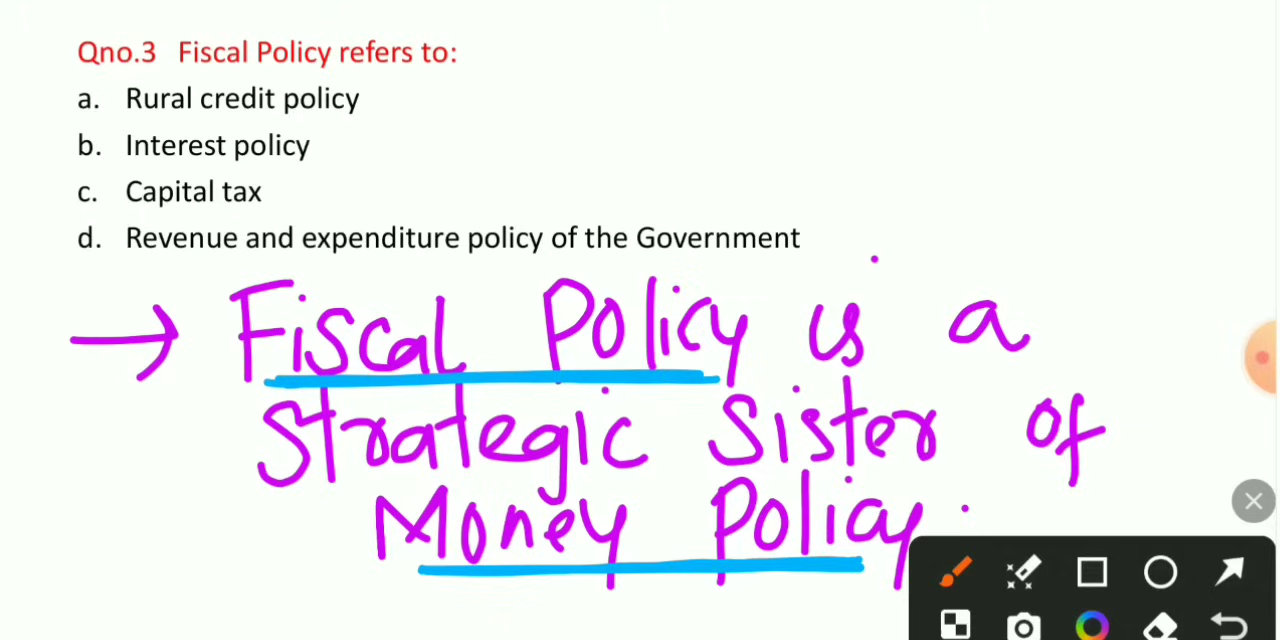 Qno.3 Fiscal Policy refers to:
a. Rural credit policy
b. Interest policy
c. Capital tax
d. Revenue and expenditure policy of the Government
→ Fiscal Policy is a
Strategic Sister of
Money Policy.